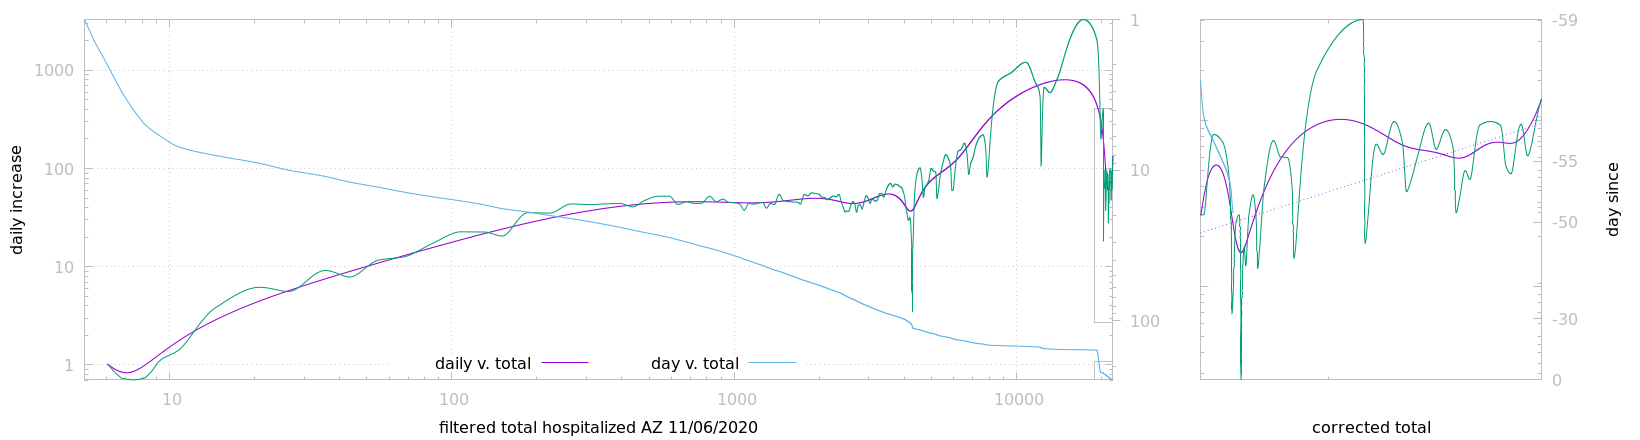 daily increase
1000
100
10
1
daily v. total
day v. total
10
100
1000
10000
filtered total hospitalized AZ 11/06/2020
1
10
100
-59
-55
-50
-30
0
day since
corrected total